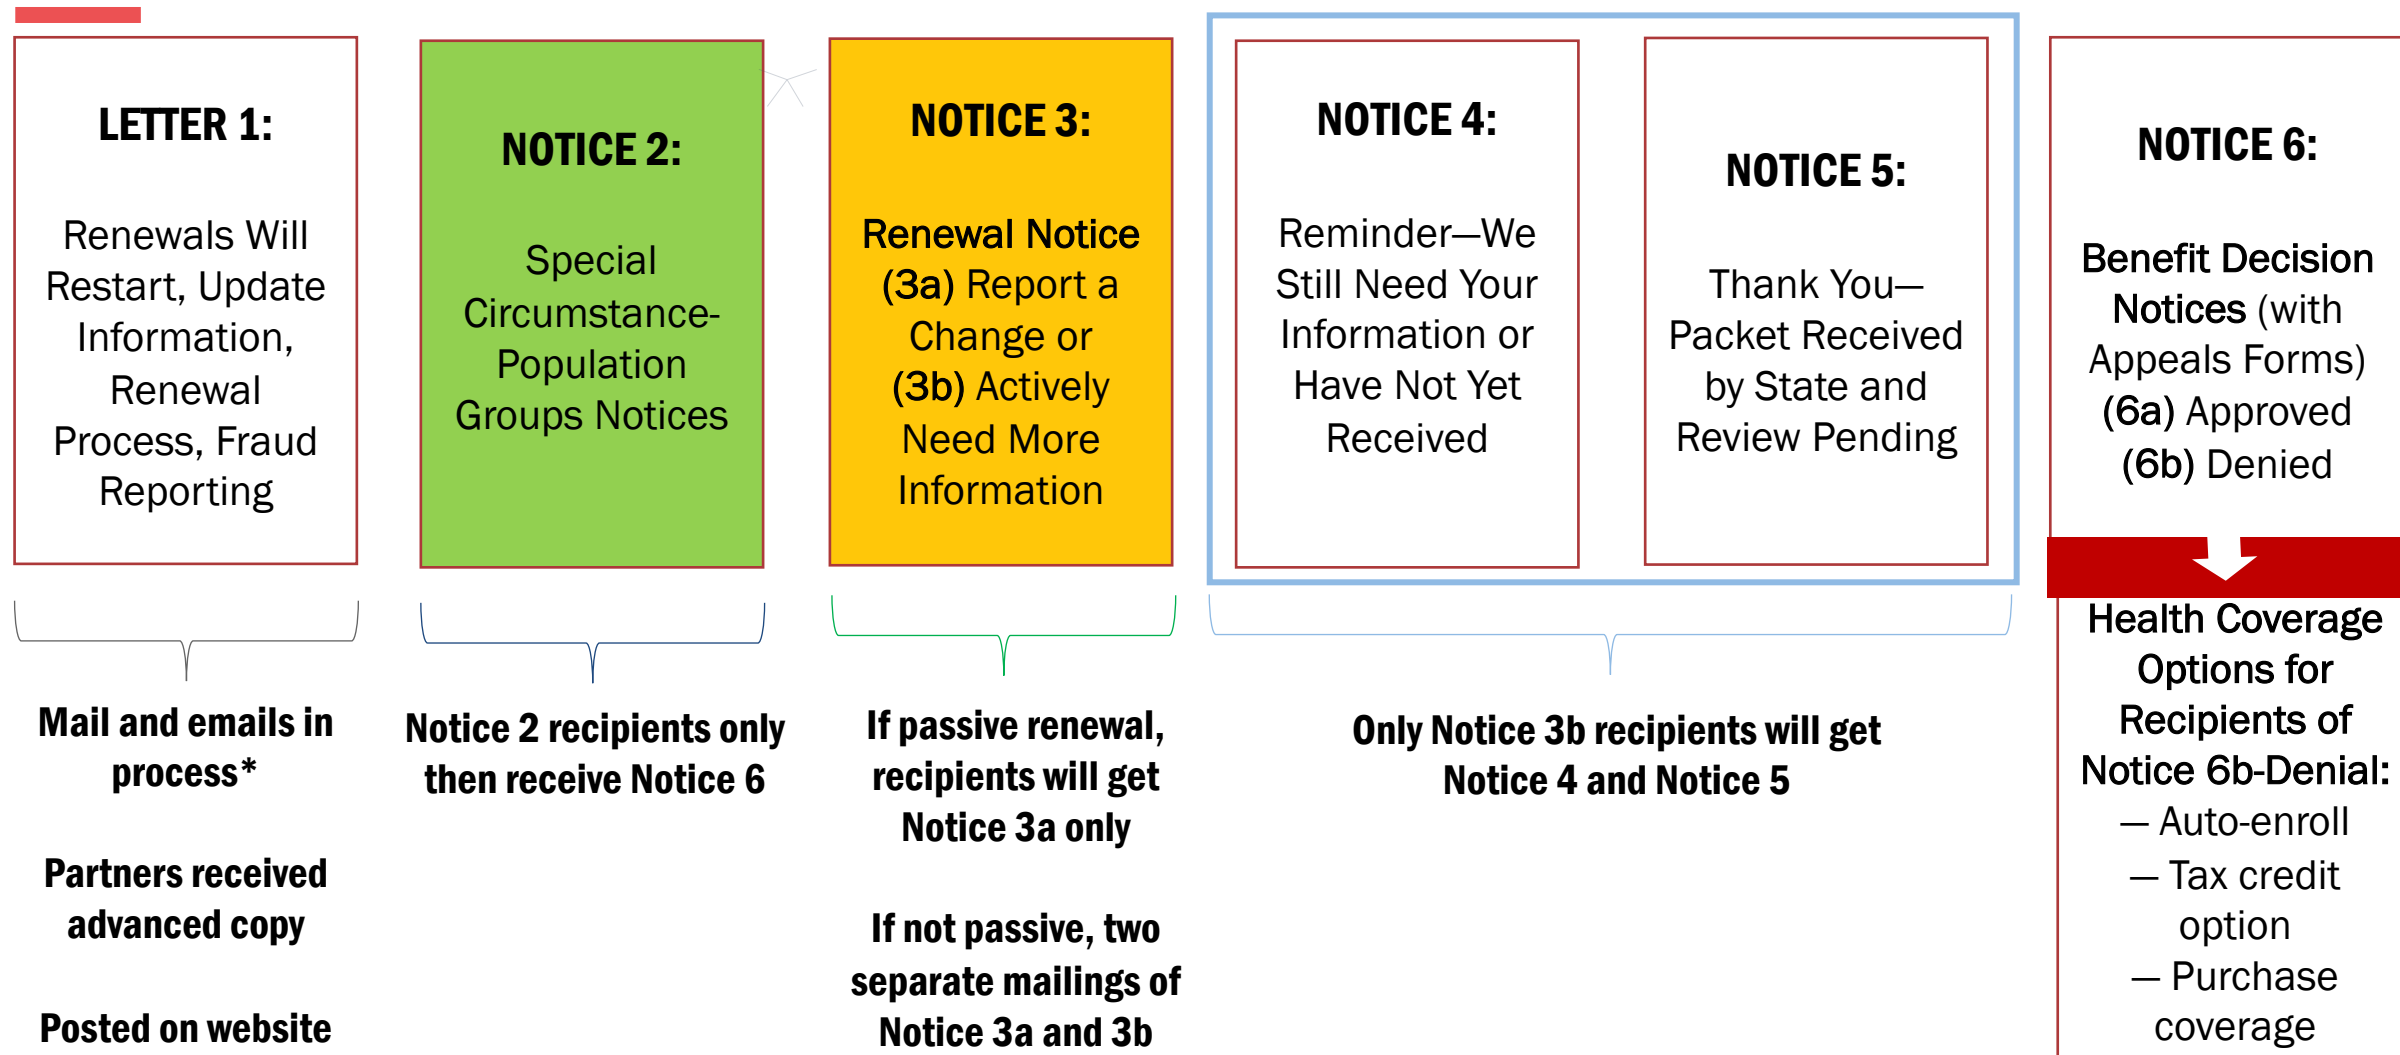 LETTER 1:
Renewals Will
Restart, Update
Information,
Renewal
Process, Fraud
Reporting
Mail and emails in
process*
Partners received
advanced copy
Posted on website
NOTICE 2:
Special
Circumstance-
Population
Groups Notices
Notice 2 recipients only
then receive Notice 6
NOTICE 3:
Renewal Notice
(3a) Report a
Change or
(3b) Actively
Need More
Information
If passive renewal,
recipients will get
Notice 3a only
If not passive, two
separate mailings of
Notice 3a and 3b
NOTICE 4:
Reminder—We
Still Need Your
Information or
Have Not Yet
Received
NOTICE 5:
Thank You—
Packet Received
by State and
Review Pending
Only Notice 3b recipients will get
Notice 4 and Notice 5
NOTICE 6:
Benefit Decision
Notices (with
Appeals Forms)
(6a) Approved
(6b) Denied
Health Coverage
Options for
Recipients of
Notice 6b-Denial:
— Auto-enroll
— Tax credit
option
— Purchase
coverage